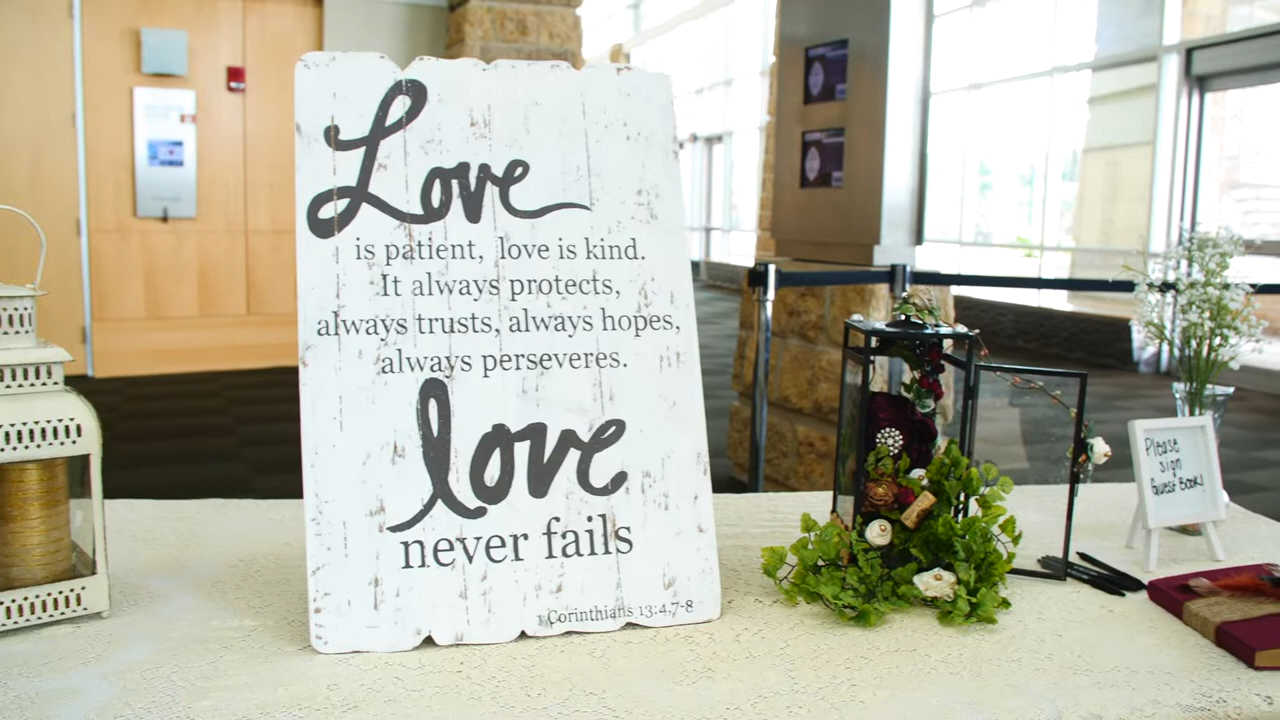 Love
is patient, love is kind.
It always protects,
always trusts, always hopes,
always perseveres.
love
never fails
1 Corinthians 13:4,7-8
Please
sign
Guest Book!